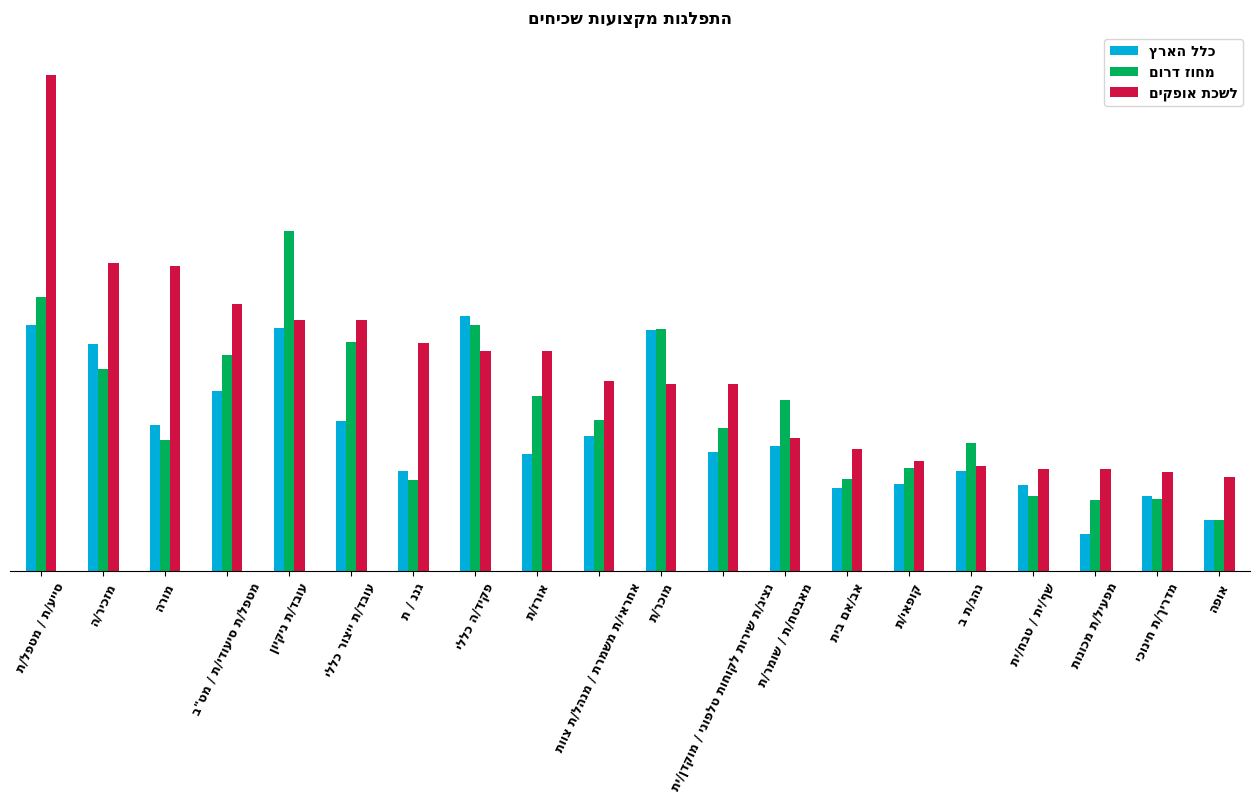 התפלגות מקצועות שכיחים
כלל הארץ
מחוז דרום
לשכת אופקים
סייע/ת / מטפל/ת
מזכיר/ה
מורה
מטפל/ת סיעודי/ת / מט"ב
עובד/ת ניקיון
עובד/ת ייצור כללי
גנג / ת
פקיד/ה כללי
אורז/ת
אחראי/ת משמרת / מנהל/ת צוות
מוכר/ת
נציג/ת שירות לקוחות טלפוני / מוקדן/ית
מאבטח/ת / שומר/ת
אב/אם בית
קופאי/ת
נהג/ת ב
שף/ית / טבח/ית
מפעיל/ת מכונות
מדריך/ת חינוכי
אופה